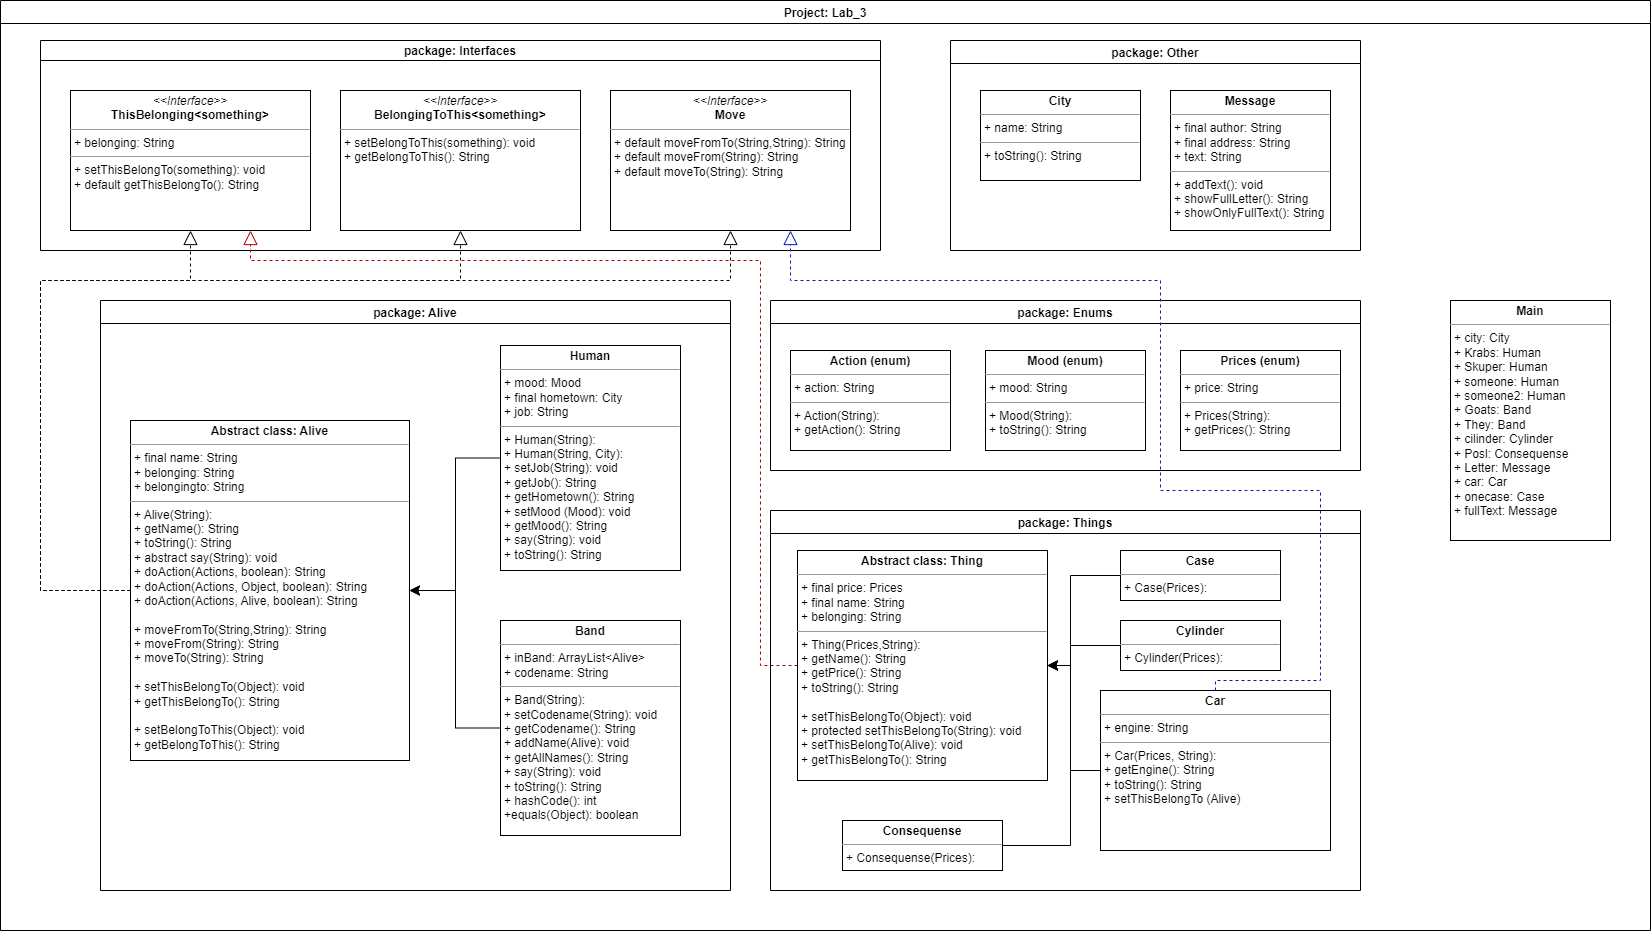 Project: Lab_3
package: Interfaces
<<Interface>>
ThisBelonging<something>
+ belonging: String
+ setThisBelongTo(something): void
+ default getThisBelongTo(): String
<<Interface>>
BelongingToThis<something>
+ setBelongToThis(something): void
+ getBelongToThis(): String
<<Interface>>
Move
+ default moveFromTo(String,String): String
+ default moveFrom(String): String
+ default moveTo(String): String
package: Other
City
+ name: String
+ toString(): String
Message
+ final author: String
+ final address: String
+ text: String
+ addText(): void
+ showFullLetter(): String
+ showOnlyFullText(): String
package: Alive
Abstract class: Alive
+ final name: String
+ belonging: String
+ belongingto: String
+ Alive(String):
+ getName(): String
+ toString(): String
+ abstract say(String): void
+ doAction(Actions, boolean): String
+ doAction(Actions, Object, boolean): String
+ doAction(Actions, Alive, boolean): String
+ moveFromTo(String,String): String
+ moveFrom(String): String
+ moveTo(String): String
+ setThisBelongTo(Object): void
+ getThisBelongTo(): String
+ setBelongToThis(Object): void
+ getBelongToThis(): String
Human
+ mood: Mood
+ final hometown: City
+ job: String
+ Human(String):
+ Human(String, City):
+ setJob(String): void
+ getJob(): String
+ getHometown(): String
+ setMood (Mood): void
+ getMood(): String
+ say(String): void
+ toString(): String
Band
+ inBand: ArrayList<Alive>
+ codename: String
+ Band(String):
+ setCodename(String): void
+ getCodename(): String
+ addName(Alive): void
+ getAllNames(): String
+ say(String): void
+ toString(): String
+ hashCode(): int
+equals(Object): boolean
package: Enums
Action (enum)
+ action: String
+ Action(String):
+ getAction(): String
Mood (enum)
+ mood: String
+ Mood(String):
+ toString(): String
Prices (enum)
+ price: String
+ Prices(String):
+ getPrices(): String
package: Things
Abstract class: Thing
+ final price: Prices
+ final name: String
+ belonging: String
+ Thing(Prices,String):
+ getName(): String
+ getPrice(): String
+ toString(): String
+ setThisBelongTo(Object): void
+ protected setThisBelongTo(String): void
+ setThisBelongTo(Alive): void
+ getThisBelongTo(): String
Case
+ Case(Prices):
Cylinder
+ Cylinder(Prices):
Car
+ engine: String
+ Car(Prices, String):
+ getEngine(): String
+ toString(): String
+ setThisBelongTo (Alive)
Consequense
+ Consequense(Prices):
Main
+ city: City
+ Krabs: Human
+ Skuper: Human
+ someone: Human
+ someone2: Human
+ Goats: Band
+ They: Band
+ cilinder: Cylinder
+ Posl: Consequense
+ Letter: Message
+ car: Car
+ onecase: Case
+ fullText: Message